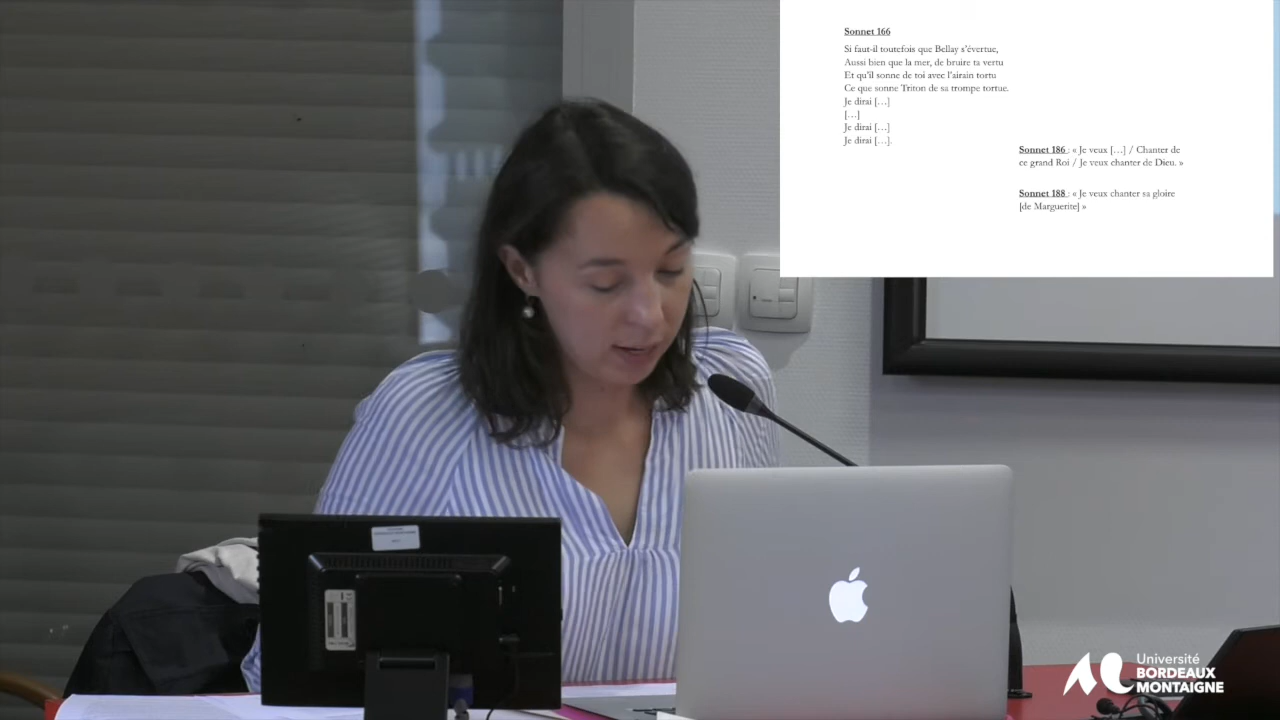 Sonnet 166
Si faut-il toutefois que Bellay s'évertue,
Aussi bien que la mer, de bruire ta vertu
Et qu'il sonne de toi avec l'airain tortu
Ce que sonne Triton de sa trompe tortue.
Je dirai […]
[…]
Je dirai […]
Je dirai […].
Sonnet 186 : « Je veux […] / Chanter de
ce grand Roi / Je veux chanter de Dieu. »
Sonnet 188 : « Je veux chanter sa gloire
[de Marguerite] »
Université
BORDEAUX
MONTAIGNE